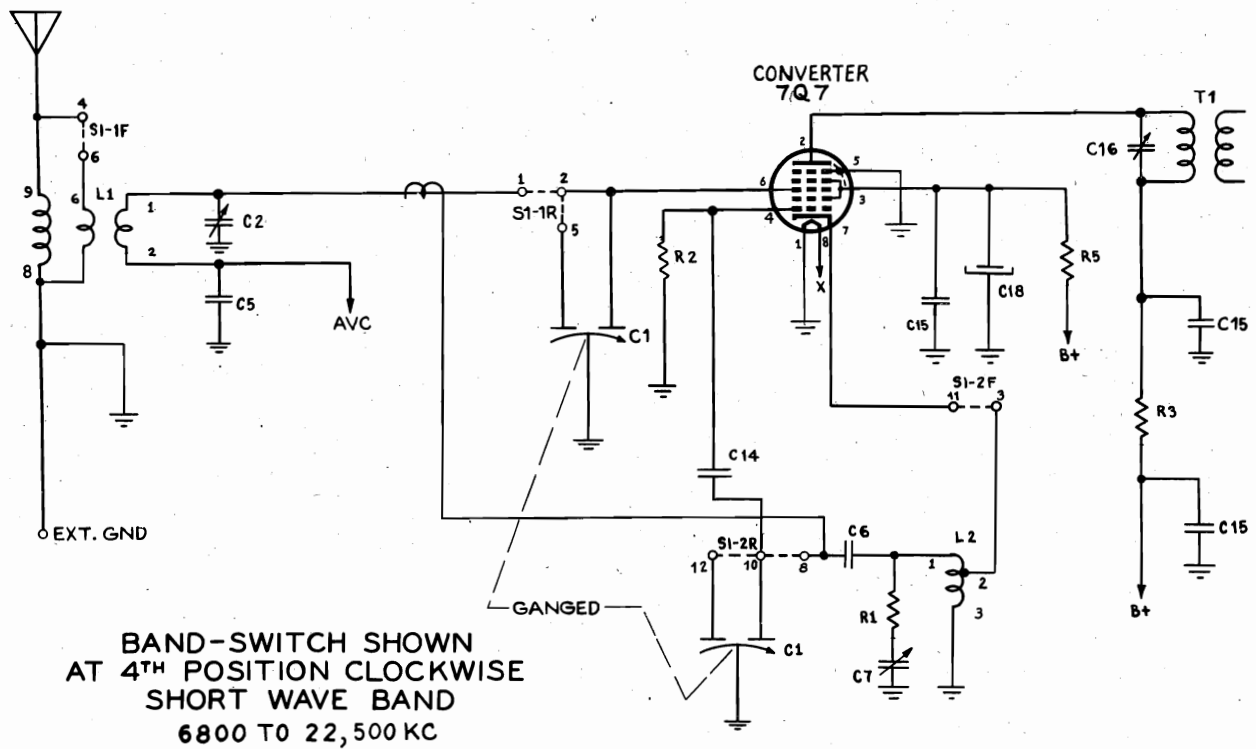 CONVERTER
7Q7
T1
4
S1-1F
6
9
6
L1
1
2
8
C2
C5
AVC
EXT. GND
1
2
S1-1R
5
C1
R2
2
5
6
3
4
7
1
8
X
C16
C15
C18
R5
B+
C15
R3
C15
B+
S1-2F
11
3
C14
S1-2R
12
10
8
C6
L2
1
2
3
R1
C7
C1
GANGED
BAND-SWITCH SHOWN
AT 4TH POSITION CLOCKWISE
SHORT WAVE BAND
6800 TO 22,500 KC